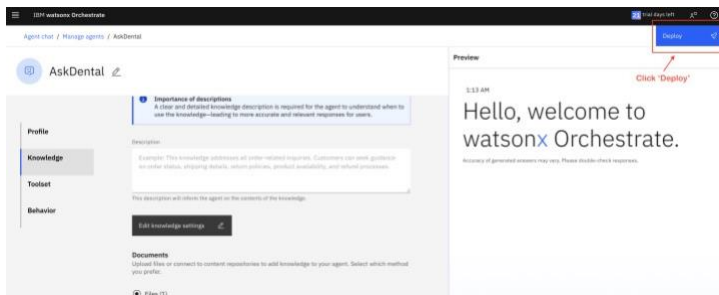 IBM watsonx Orchestrate
23 trial days left
Agent chat / Manage agents / AskDental
Deploy
AskDental
Preview
Click 'Deploy'
Importance of descriptions
A clear and detailed knowledge description is required for the agent to understand when to
use the knowledge—leading to more accurate and relevant responses for users.
Profile
Knowledge
Toolset
Behavior
Description
Example: This knowledge addresses all order-related inquiries. Customers can seek guidance
on order status, shipping details, return policies, product availability, and refund processes.
This description will inform the agent on the contents of the knowledge.
Edit knowledge settings
Documents
Upload files or connect to content repositories to add knowledge to your agent. Select which method
you prefer.
Files (1)
1:13 AM
Hello, welcome to
watsonx Orchestrate.
Accuracy of generated answers may vary. Please double-check responses.